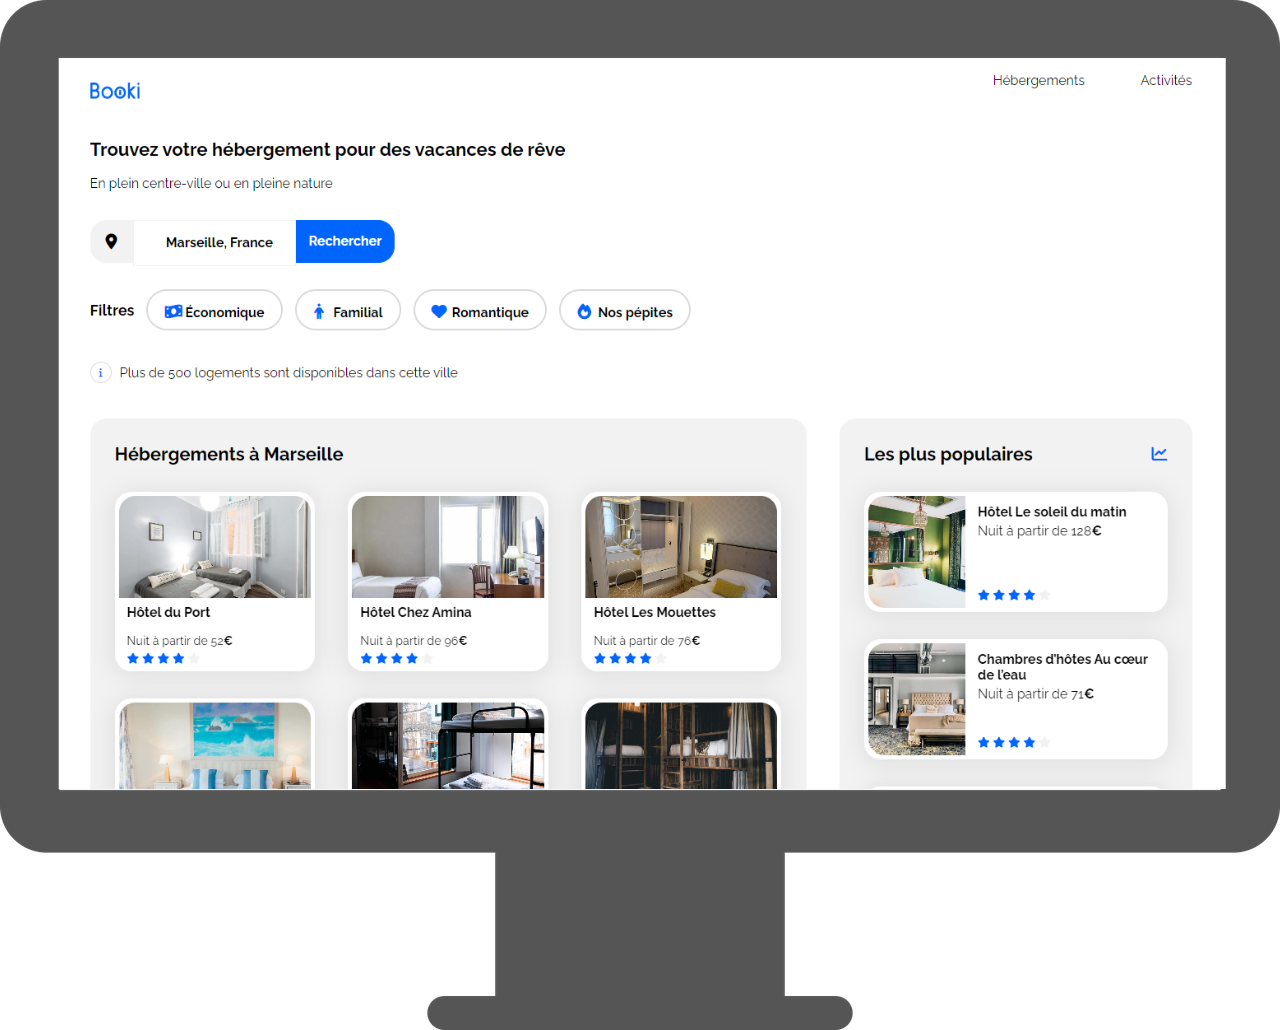 Booki
Hébergements
Activités
Trouvez votre hébergement pour des vacances de rêve
En plein centre-ville ou en pleine nature
Marseille, France
Rechercher
Filtres
Économique
Familial
Romantique
Nos pépites
i Plus de 500 logements sont disponibles dans cette ville
Hébergements à Marseille
Hôtel du Port
Nuit à partir de 52€
Hôtel Chez Amina
Nuit à partir de 96€
Hôtel Les Mouettes
Nuit à partir de 76€
Les plus populaires
Hôtel Le soleil du matin
Nuit à partir de 128€
Chambres d'hôtes Au cœur
de l'eau
Nuit à partir de 71€